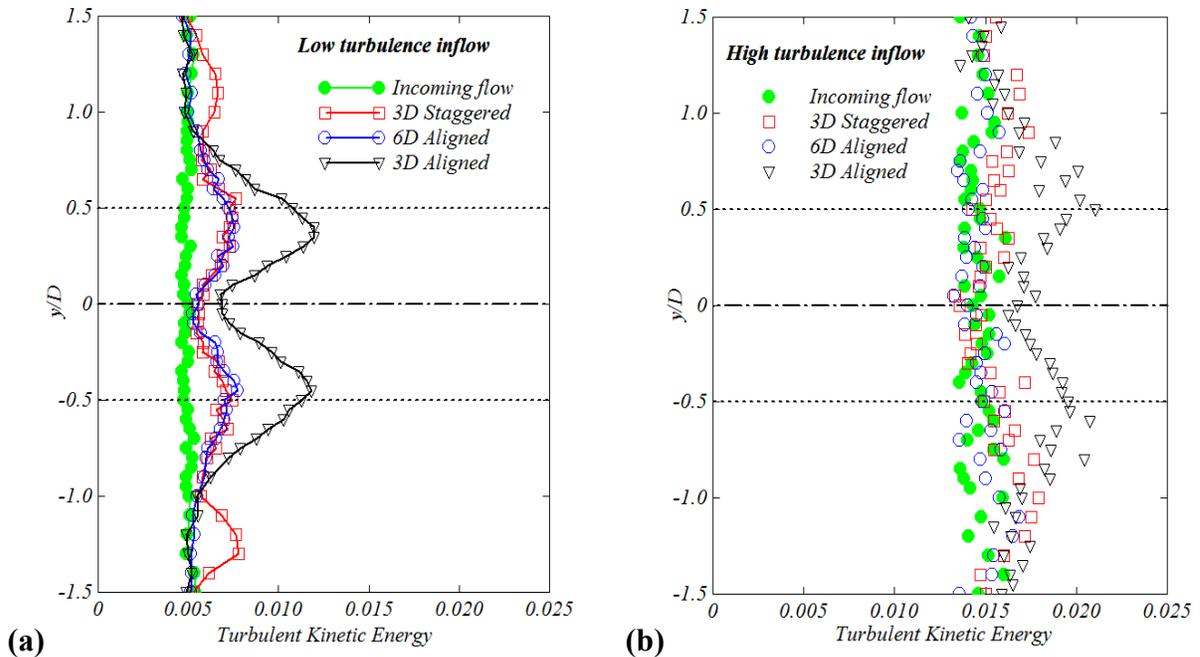 1.5
1.0
0.5
0
-0.5
-1.0
-1.5
y/D
Low turbulence inflow
Incoming flow
3D Staggered
6D Aligned
3D Aligned
0
0.005
0.010
0.015
0.020
0.025
Turbulent Kinetic Energy
(a)
1.5
1.0
0.5
0
-0.5
-1.0
-1.5
y/D
High turbulence inflow
Incoming flow
3D Staggered
6D Aligned
3D Aligned
0
0.005
0.010
0.015
0.020
0.025
Turbulent Kinetic Energy
(b)